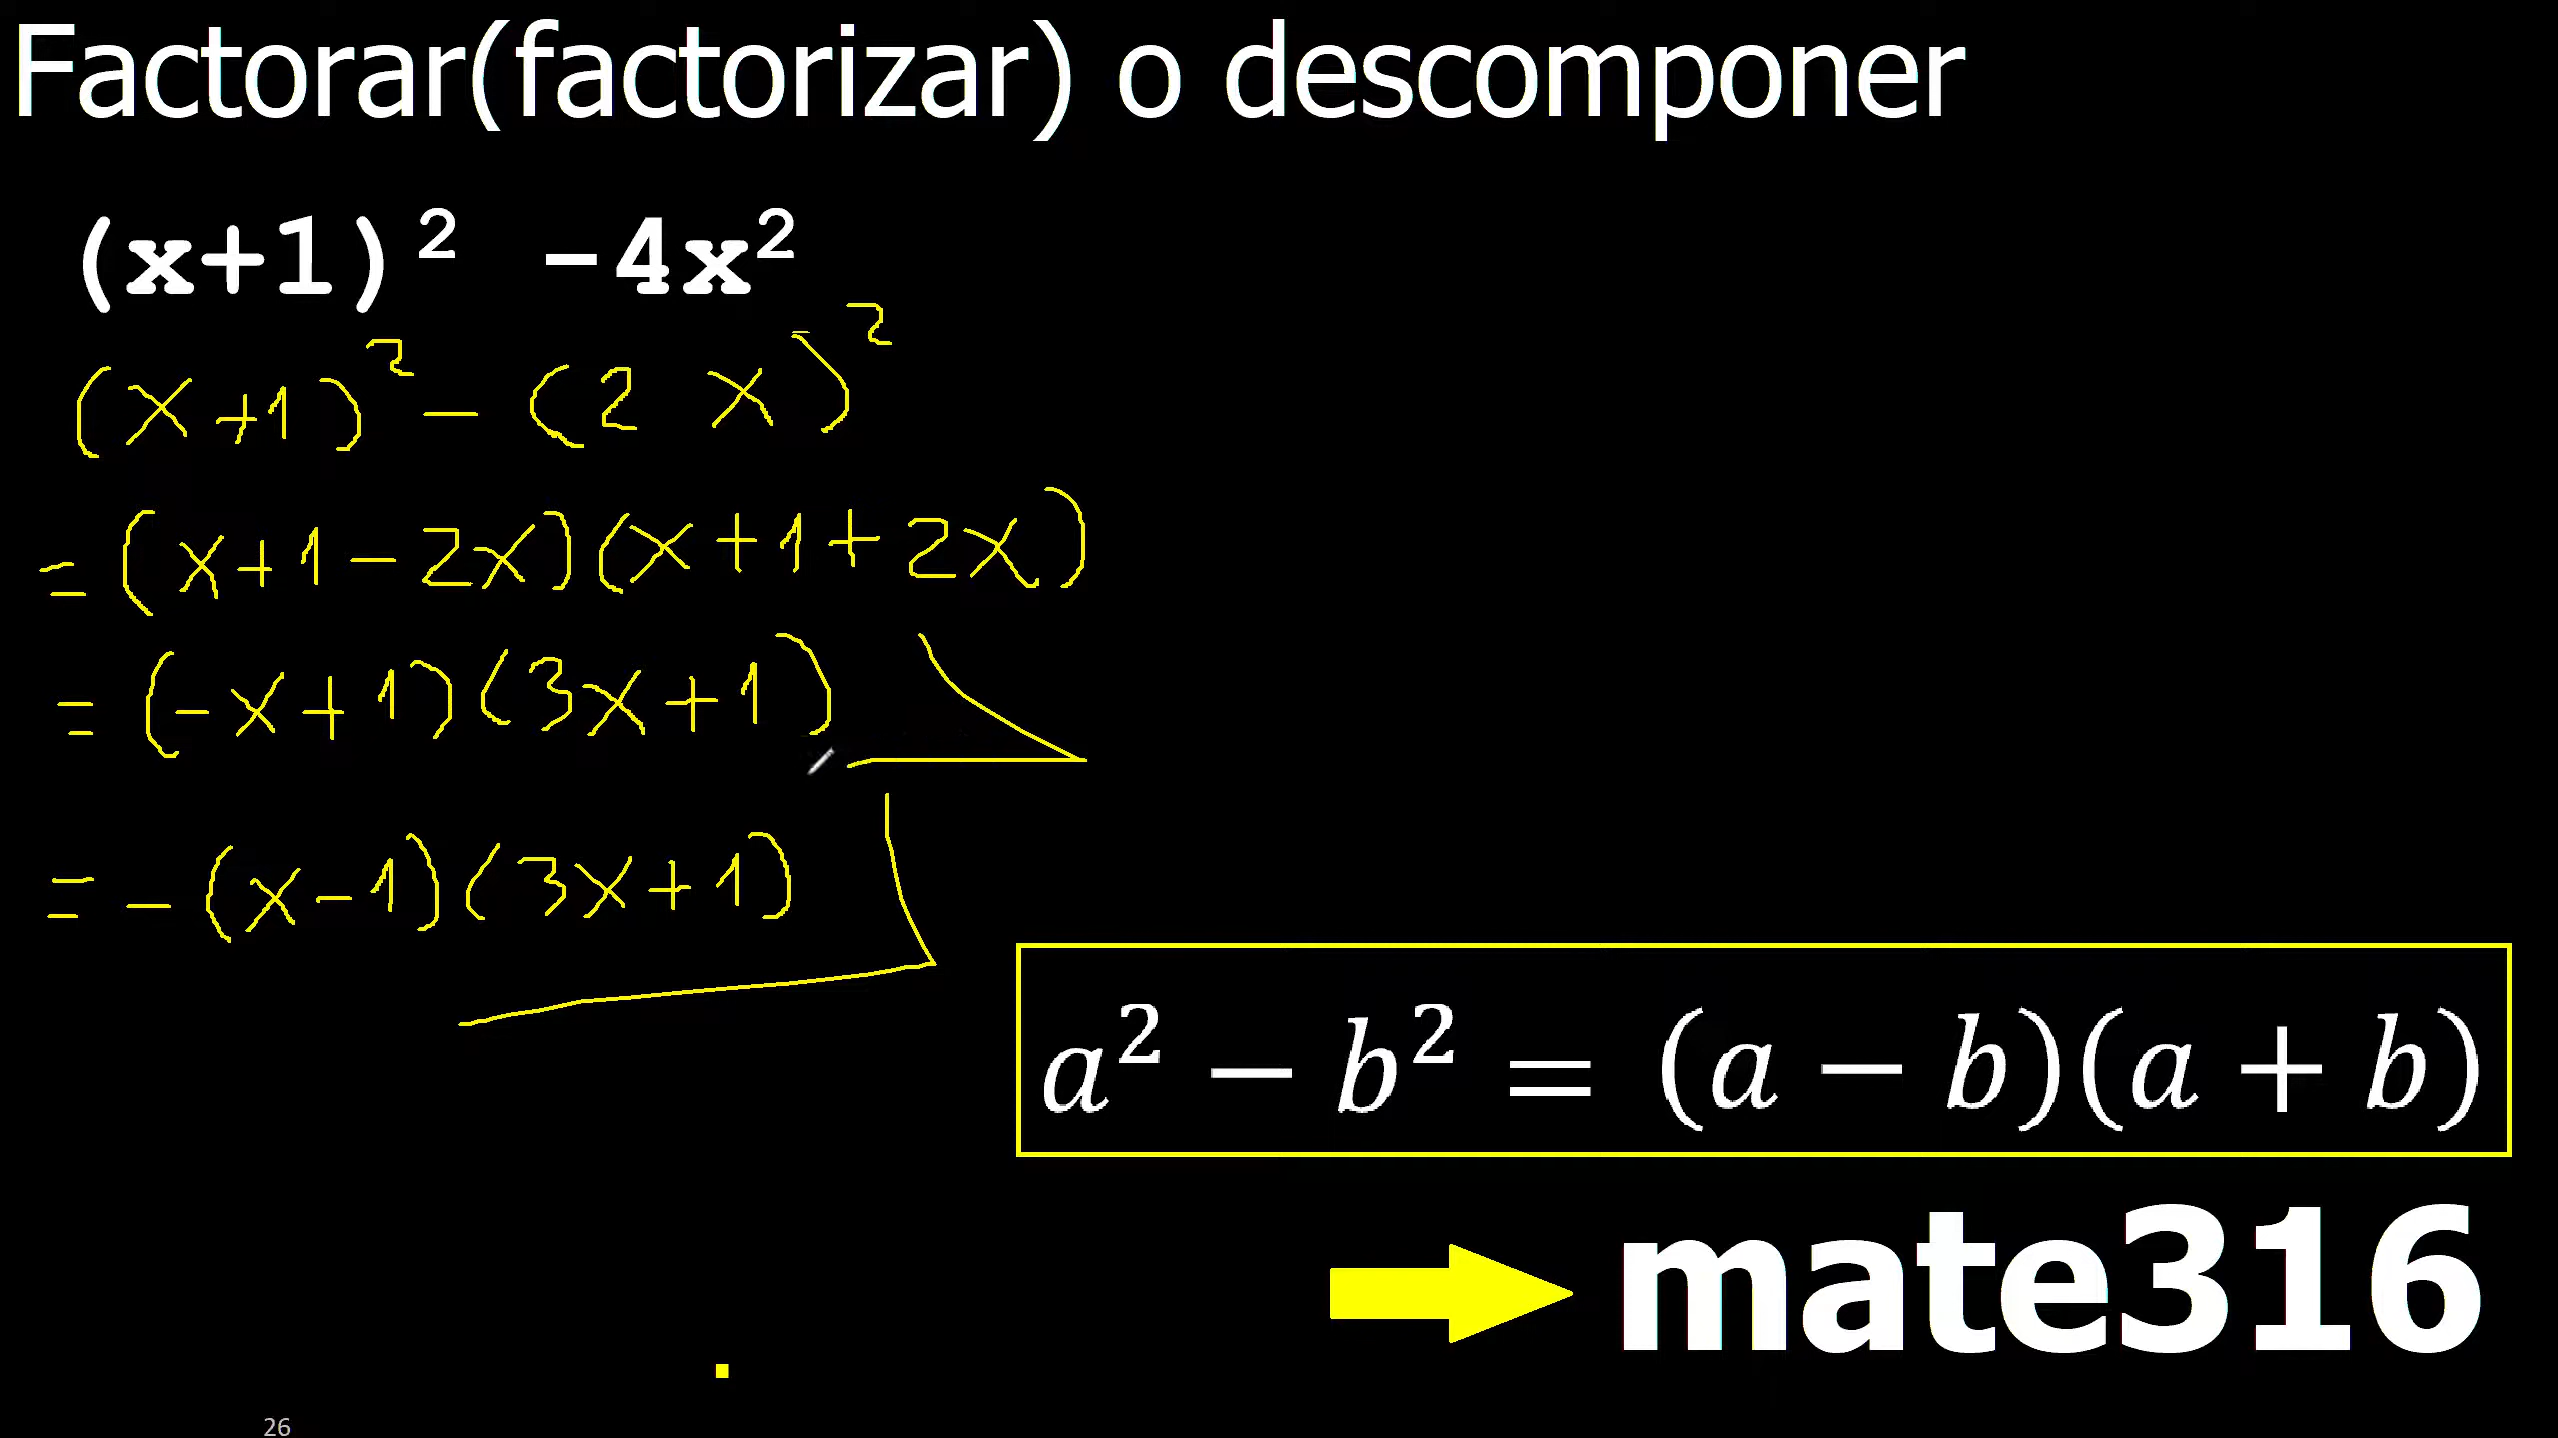 Factorar(factorizar) o descomponer
(x+1)² -4x²
(x+1)² - (2 x)²
= (x+1-2x)(x+1+2x)
= (-x+1)(3x+1)
= -(x-1)(3x+1)
a² − b² = (a − b)(a + b)
mate316
26